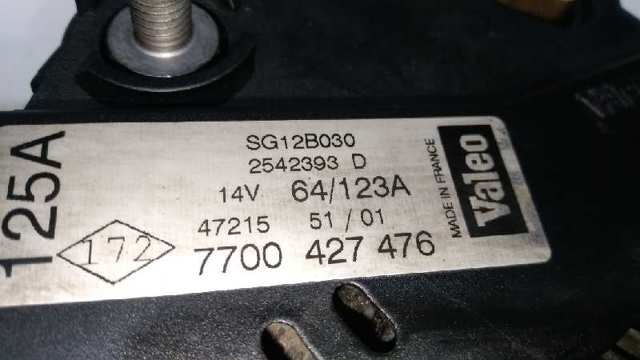 125A
SG12B030
2542393 D
14V 64/123A
47215 51/01
172
7700 427 476
MADE IN FRANCE
Valeo